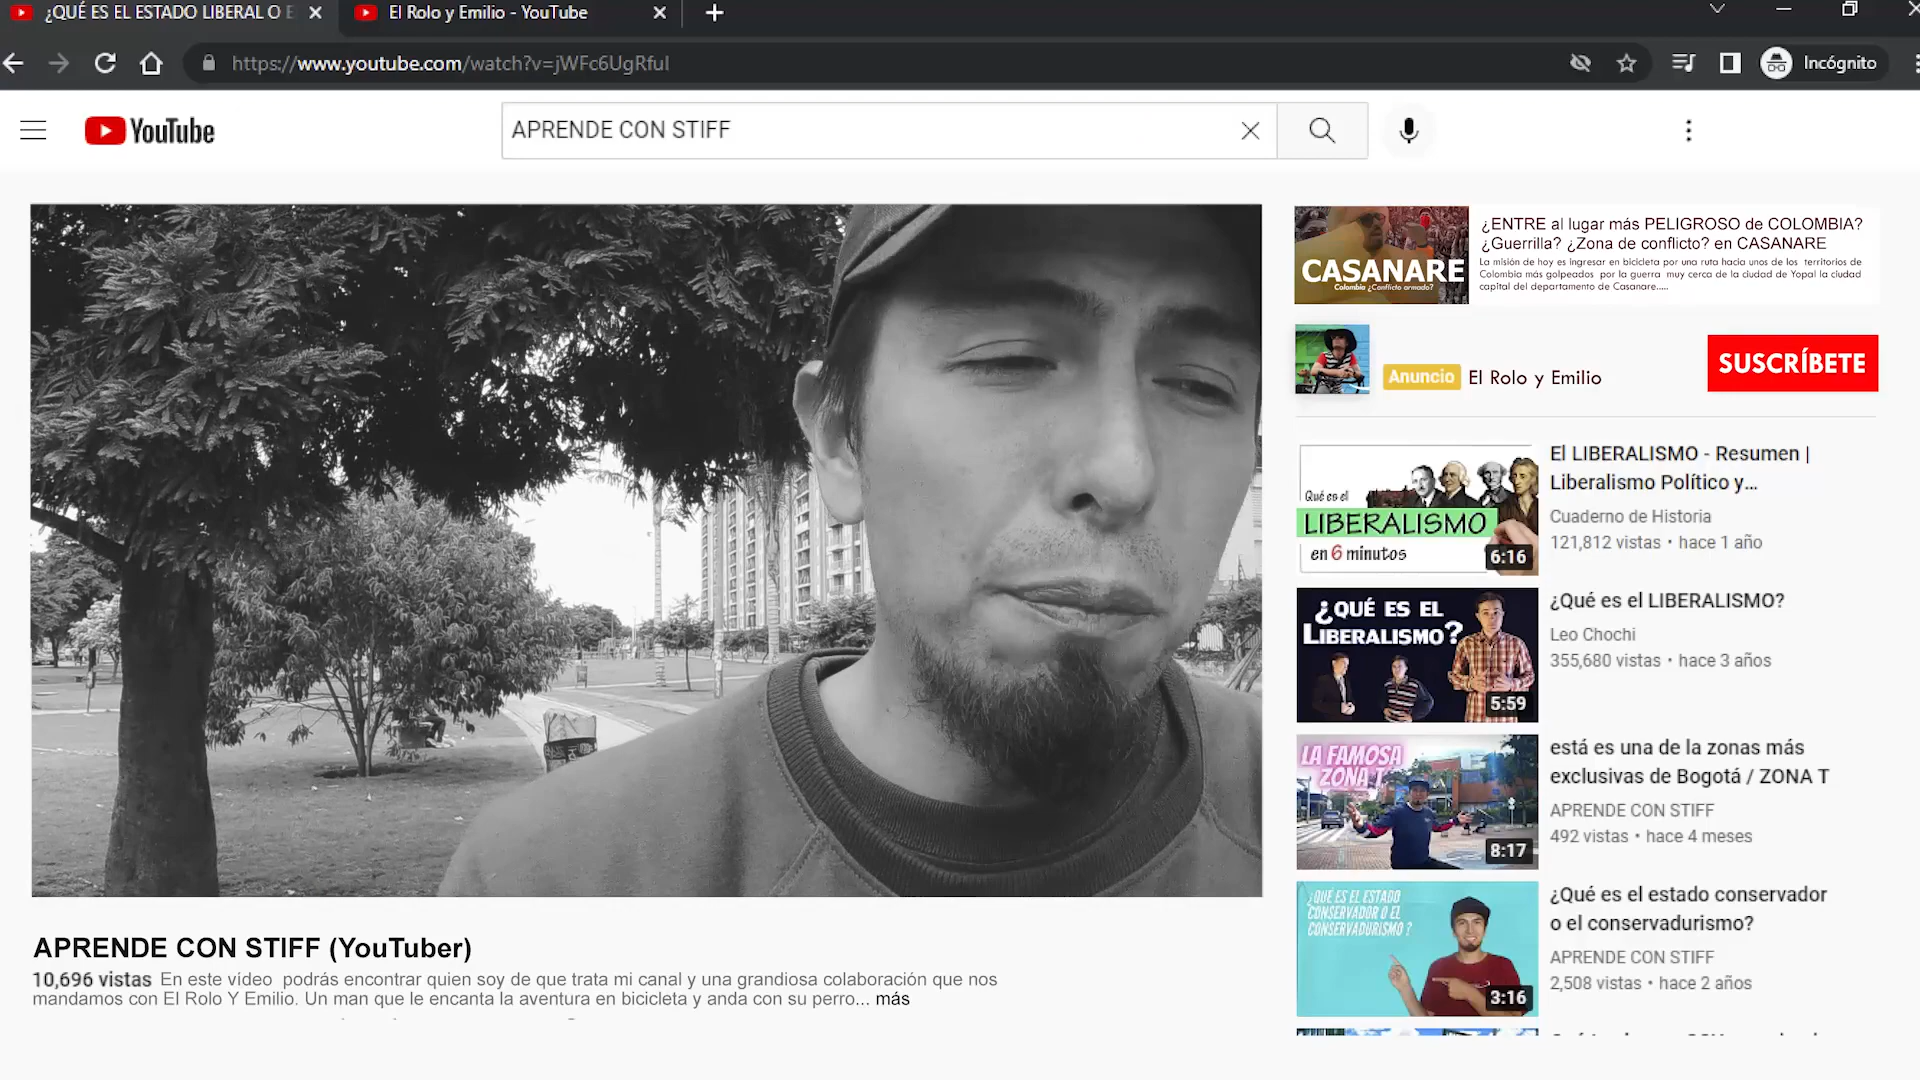 ¿QUÉ ES EL ESTADO LIBERAL O E
El Rolo y Emilio - YouTube
https://www.youtube.com/watch?v=jWFc6UgRfuI
Incógnito
YouTube
APRENDE CON STIFF
CASANARE
Colombia ¿Conflicto armado?
¿ENTRE al lugar más PELIGROSO de COLOMBIA?
¿Guerrilla? ¿Zona de conflicto? en CASANARE
La misión de hoy es ingresar en bicicleta por una ruta hacia unos de los territorios de
Colombia más golpeados por la guerra muy cerca de la ciudad de Yopal la ciudad
capital del departamento de Casanare.....
Anuncio El Rolo y Emilio
SUSCRÍBETE
Qué es el
LIBERALISMO
en 6 minutos
6:16
El LIBERALISMO - Resumen |
Liberalismo Político y...
Cuaderno de Historia
121,812 vistas • hace 1 año
¿QUÉ ES EL
LIBERALISMO?
5:59
¿Qué es el LIBERALISMO?
Leo Chochi
355,680 vistas • hace 3 años
LA FAMOSA
ZONA T
8:17
está es una de la zonas más
exclusivas de Bogotá / ZONA T
APRENDE CON STIFF
492 vistas • hace 4 meses
¿QUÉ ES EL ESTADO
CONSERVADOR O EL
CONSERVADURISMO?
3:16
¿Qué es el estado conservador
o el conservadurismo?
APRENDE CON STIFF
2,508 vistas • hace 2 años
APRENDE CON STIFF (YouTuber)
10,696 vistas En este vídeo podrás encontrar quien soy de que trata mi canal y una grandiosa colaboración que nos
mandamos con El Rolo Y Emilio. Un man que le encanta la aventura en bicicleta y anda con su perro... más